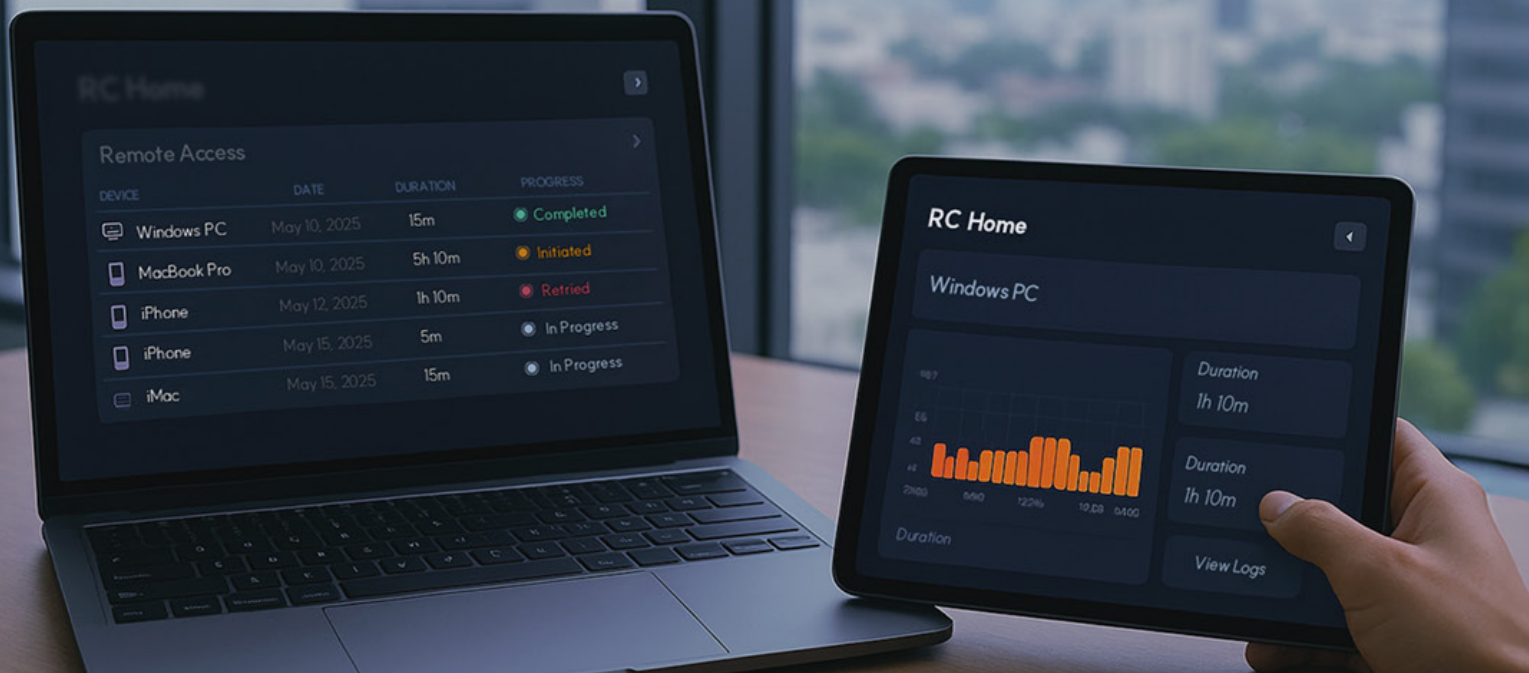 RC Home
Remote Access
DEVICE DATE DURATION PROGRESS
Windows PC May 10, 2025 15m Completed
MacBook Pro May 10, 2025 5h 10m Initiated
iPhone May 12, 2025 1h 10m Retried
iPhone May 15, 2025 5m In Progress
iMac May 15, 2025 15m In Progress
RC Home
Windows PC
Duration
Duration
1h 10m
Duration
1h 10m
View Logs